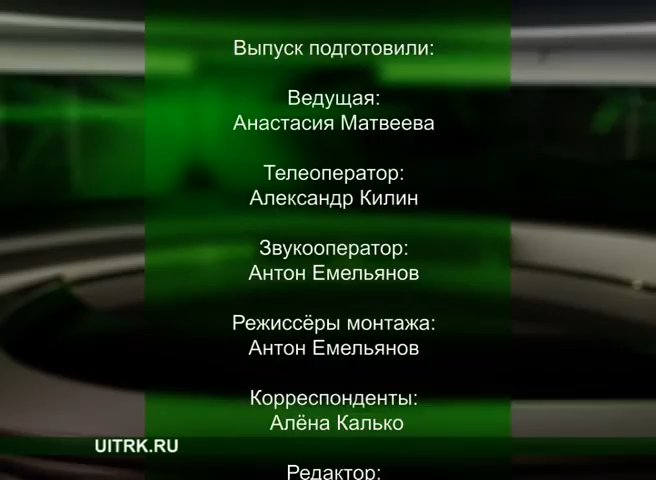 Выпуск подготовили:
Ведущая:
Анастасия Матвеева
Телеоператор:
Александр Килин
Звукооператор:
Антон Емельянов
Режиссёры монтажа:
Антон Емельянов
Корреспонденты:
Алёна Калько
UITRK.RU
Редактор: